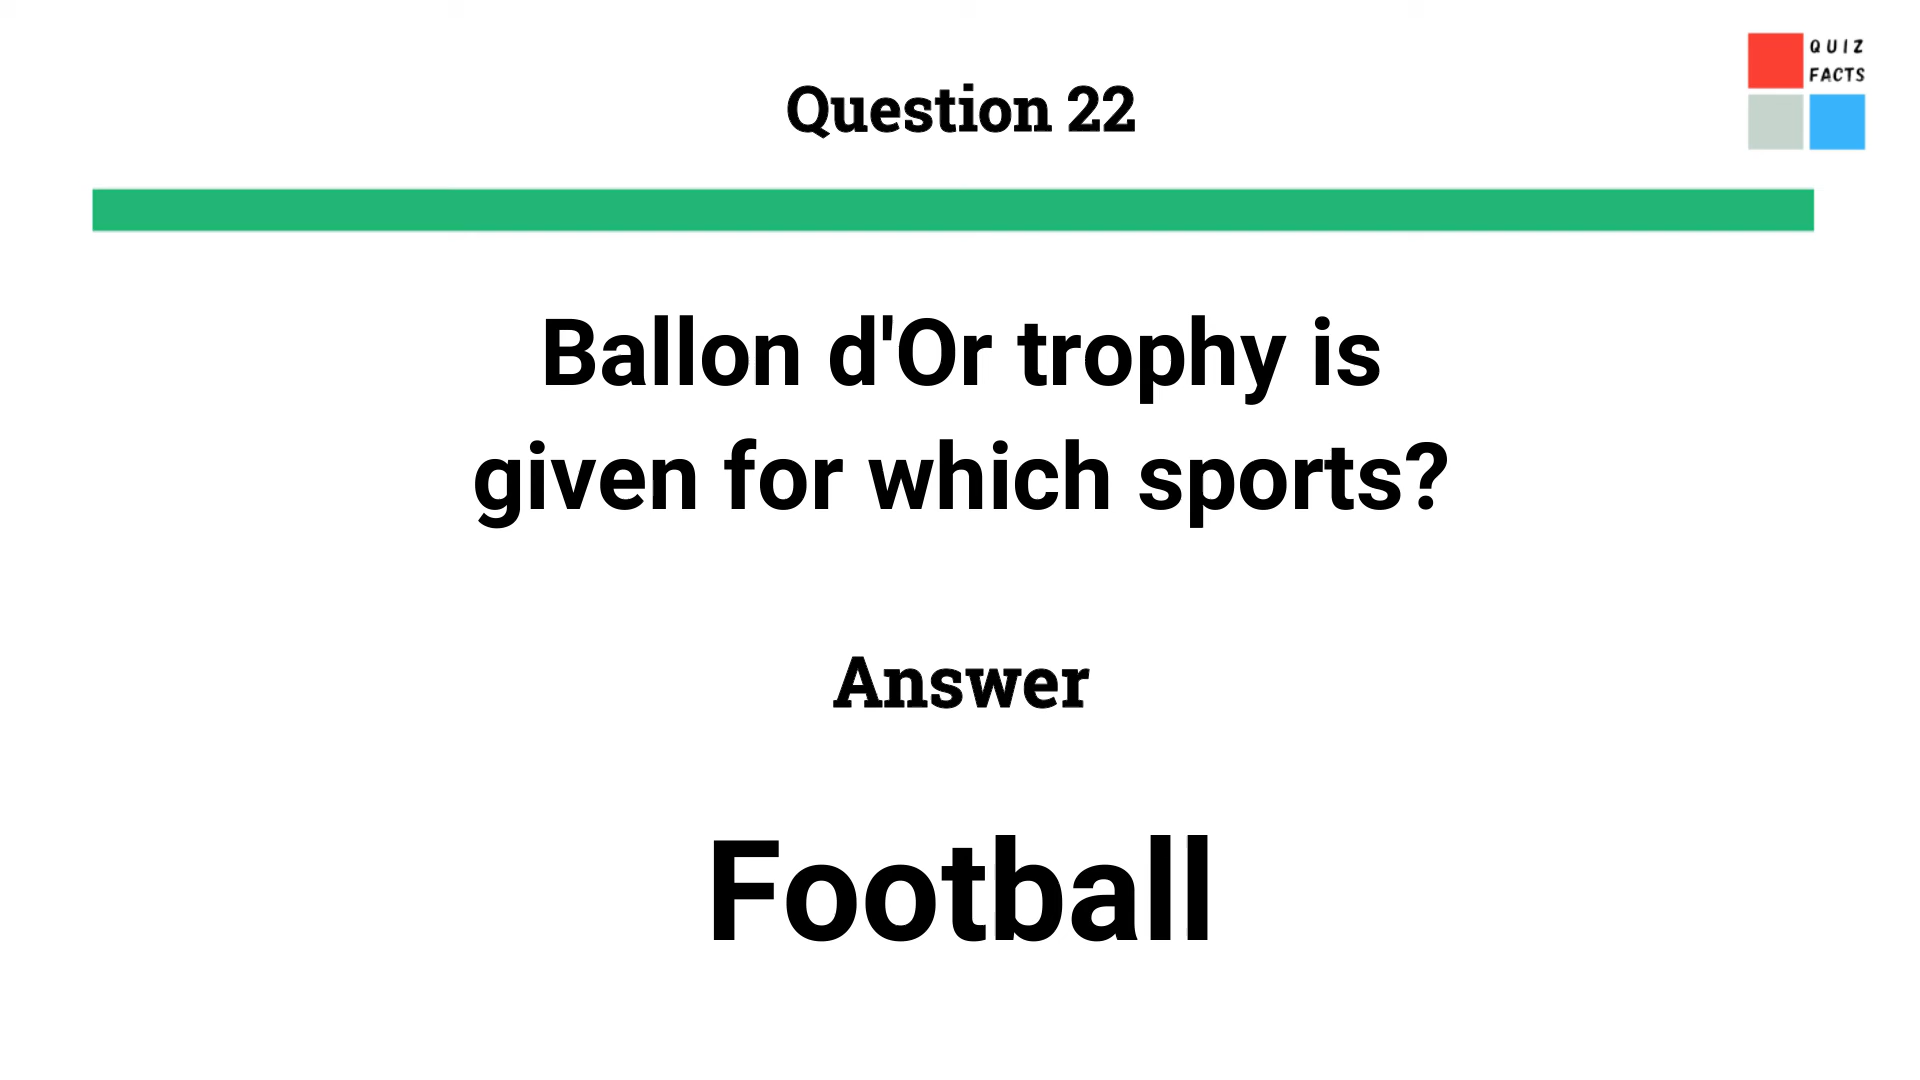 QUIZ
FACTS
Question 22
Ballon d'Or trophy is
given for which sports?
Answer
Football